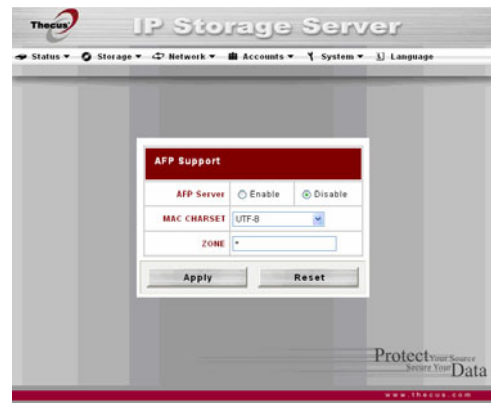 Thecus
IP Storage Server
Status Storage Network Accounts System Language
AFP Support
AFP Server Enable Disable
MAC CHARSET UTF-8
ZONE *
Apply Reset
Protect Your Source
Secure Your Data
www.thecus.com